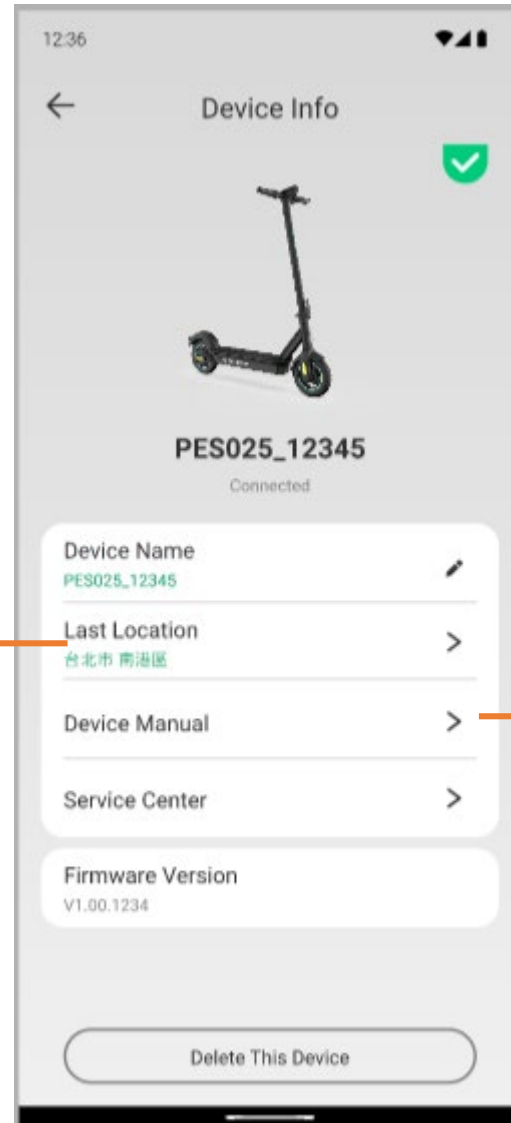 12:36
Device Info
PES025_12345
Connected
Device Name
PES025_12345
Last Location
台北市 南港區
Device Manual
Service Center
Firmware Version
V1.00.1234
Delete This Device